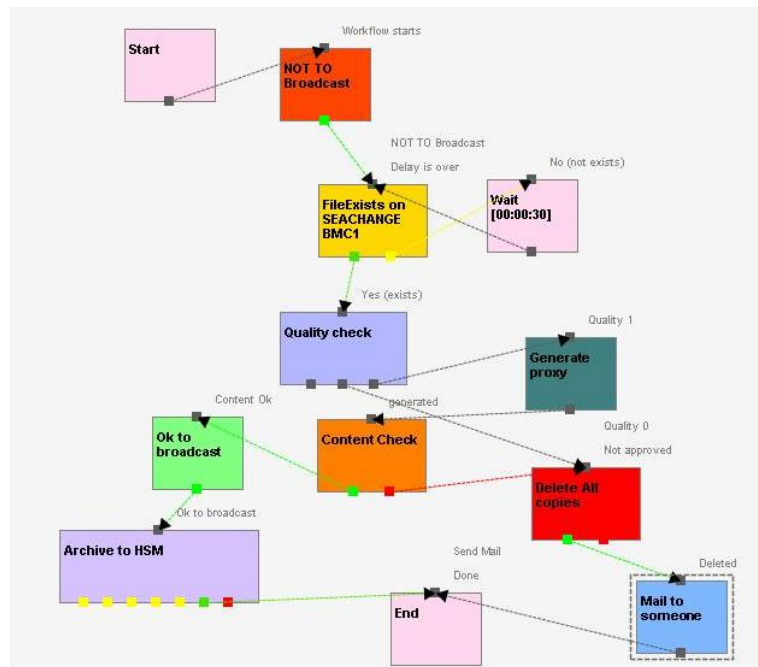 Workflow starts
Start
NOT TO
Broadcast
NOT TO Broadcast
Delay is over
No (not exists)
FileExists on
SEACHANGE
BMC1
Wait
[00:00:30]
Yes (exists)
Quality check
Quality 1
Generate
proxy
Content Ok
generated
Ok to
broadcast
Content Check
Quality 0
Not approved
Delete All
copies
Ok to broadcast
Archive to HSM
Send Mail
Done
Deleted
End
Mail to
someone